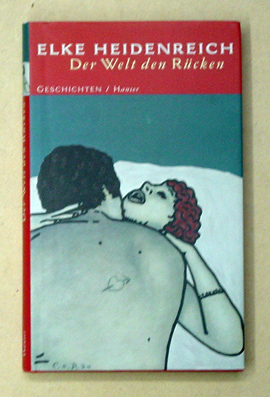 ELKE HEIDENREICH
Der Welt den Rücken
GESCHICHTEN / Hanser